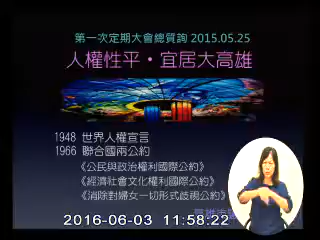 第一次定期大會總質詢 2015.05.25
人權性平‧宜居大高雄
1948 世界人權宣言
1966 聯合國兩公約
《公民與政治權利國際公約》
《經濟社會文化權利國際公約》
《消除對婦女一切形式歧視公約》
2016-06-03 11:58:22